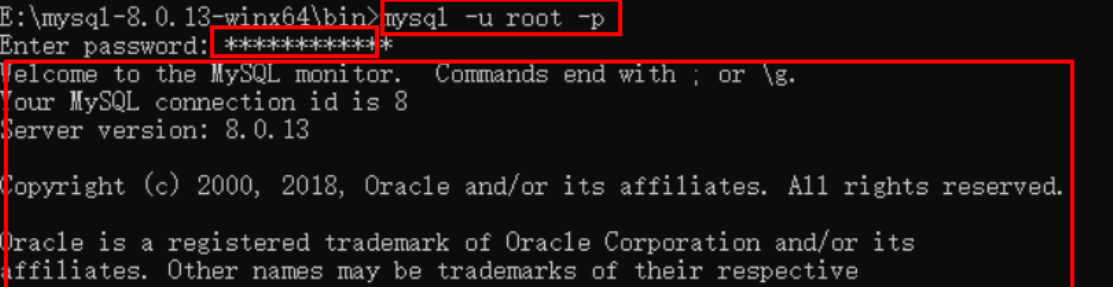 E:\mysql-8.0.13-winx64\bin>mysql -u root -p
Enter password: *************
Welcome to the MySQL monitor.  Commands end with ; or \g.
Your MySQL connection id is 8
Server version: 8.0.13
Copyright (c) 2000, 2018, Oracle and/or its affiliates. All rights reserved.
Oracle is a registered trademark of Oracle Corporation and/or its
affiliates. Other names may be trademarks of their respective